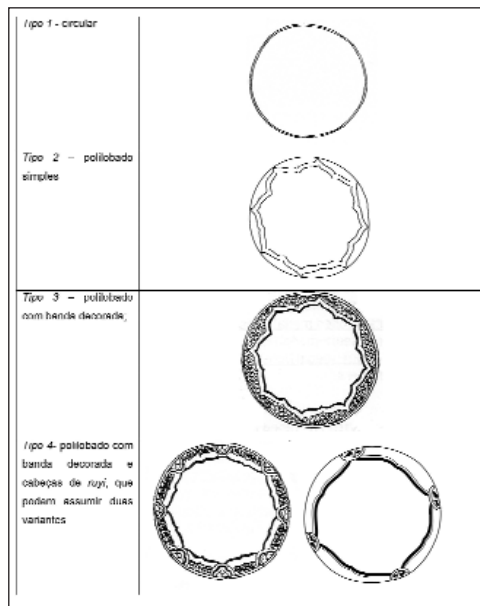 Tipo 1 - circular
Tipo 2 – polilobado
simples
Tipo 3 – polilobado
com banda decorada,
Tipo 4- polilobado com
banda decorada e
cabeças de ruyi, que
podem assumir duas
variantes